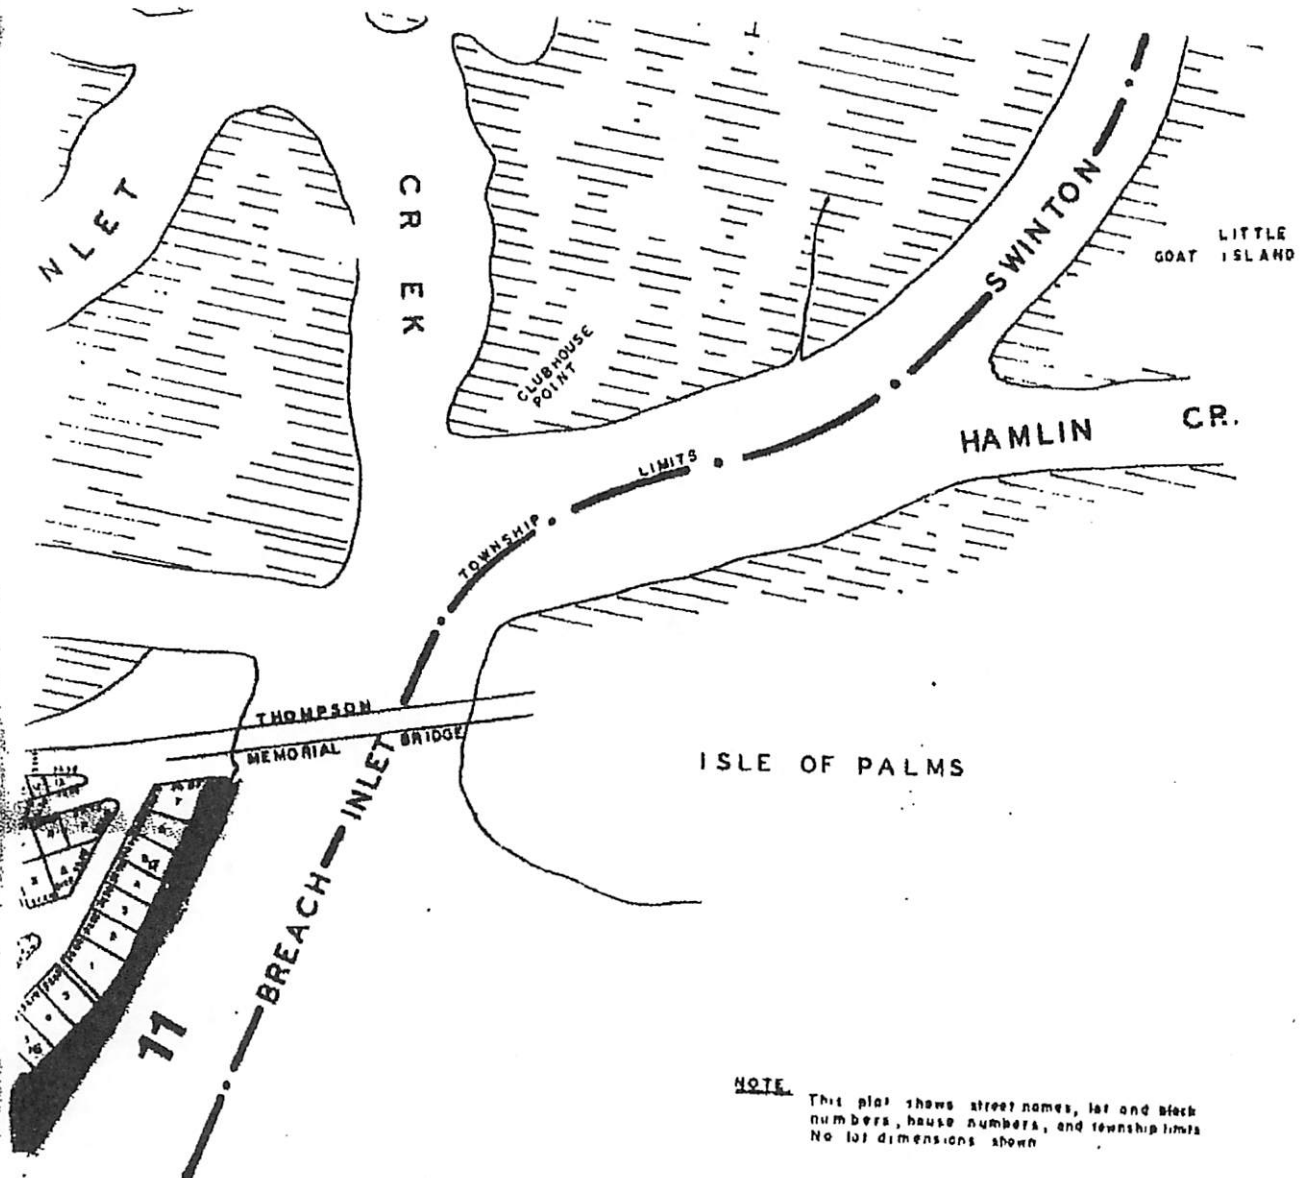 NLET
CR EK
SWINTON
LITTLE
GOAT ISLAND
CLUBHOUSE
POINT
HAMLIN CR.
TOWNSHIP LIMITS
THOMPSON
MEMORIAL BRIDGE
ISLE OF PALMS
BREACH INLET
11
NOTE.
This plat shows street names, lot and block
numbers, house numbers, and township limits
No lot dimensions shown